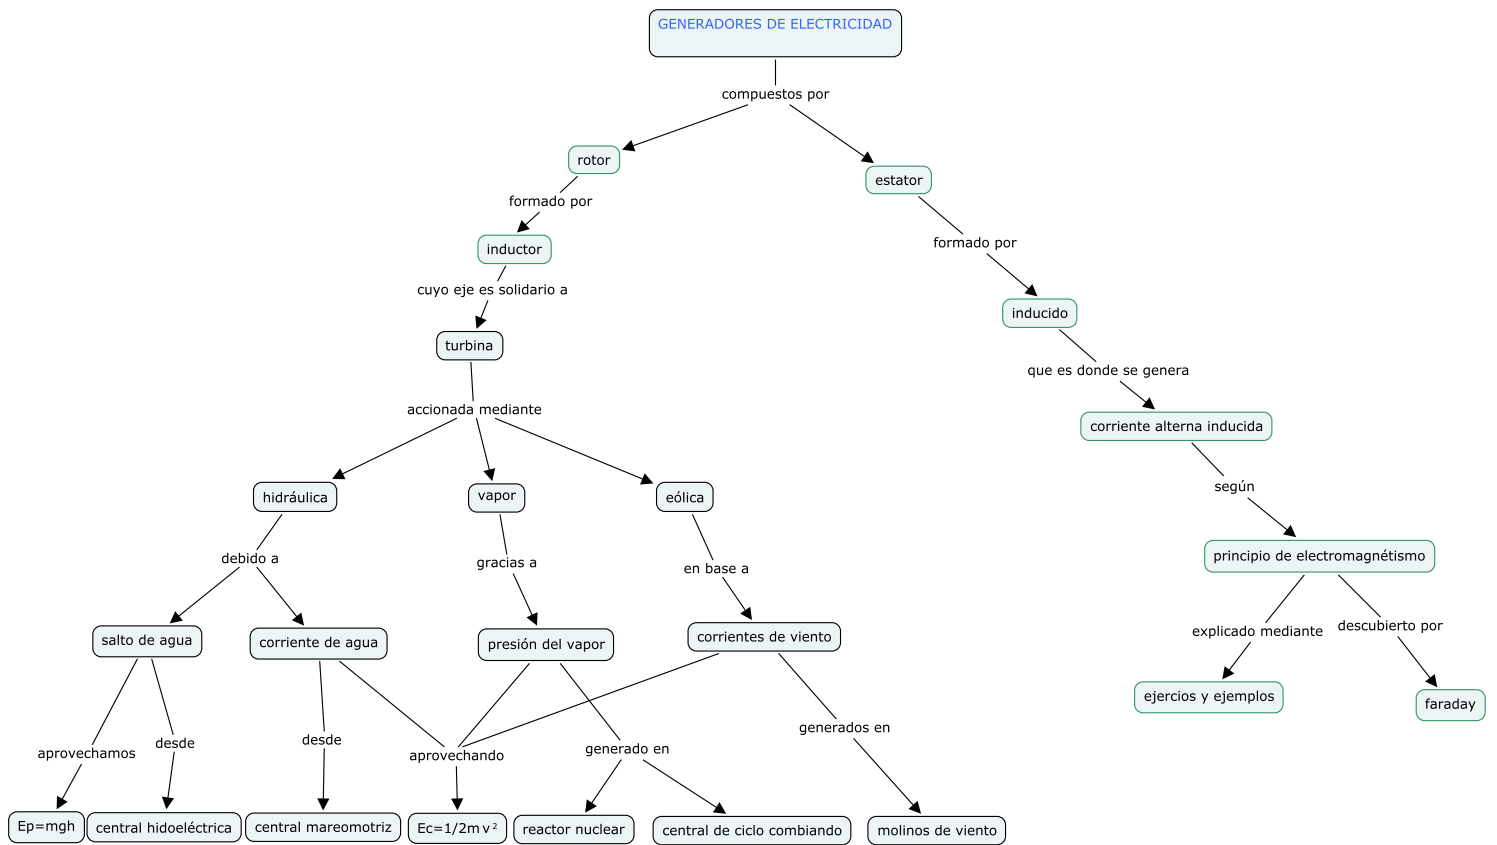 GENERADORES DE ELECTRICIDAD
compuestos por
rotor
estator
formado por
formado por
inductor
cuyo eje es solidario a
inducido
turbina
que es donde se genera
accionada mediante
corriente alterna inducida
hidráulica
vapor
eólica
según
debido a
gracias a
en base a
principio de electromagnétismo
salto de agua
corriente de agua
presión del vapor
corrientes de viento
explicado mediante
descubierto por
ejercios y ejemplos
faraday
aprovechamos
desde
desde
aprovechando
generado en
generados en
Ep=mgh
central hidoeléctrica
central mareomotriz
Ec=1/2m v²
reactor nuclear
central de ciclo combiando
molinos de viento